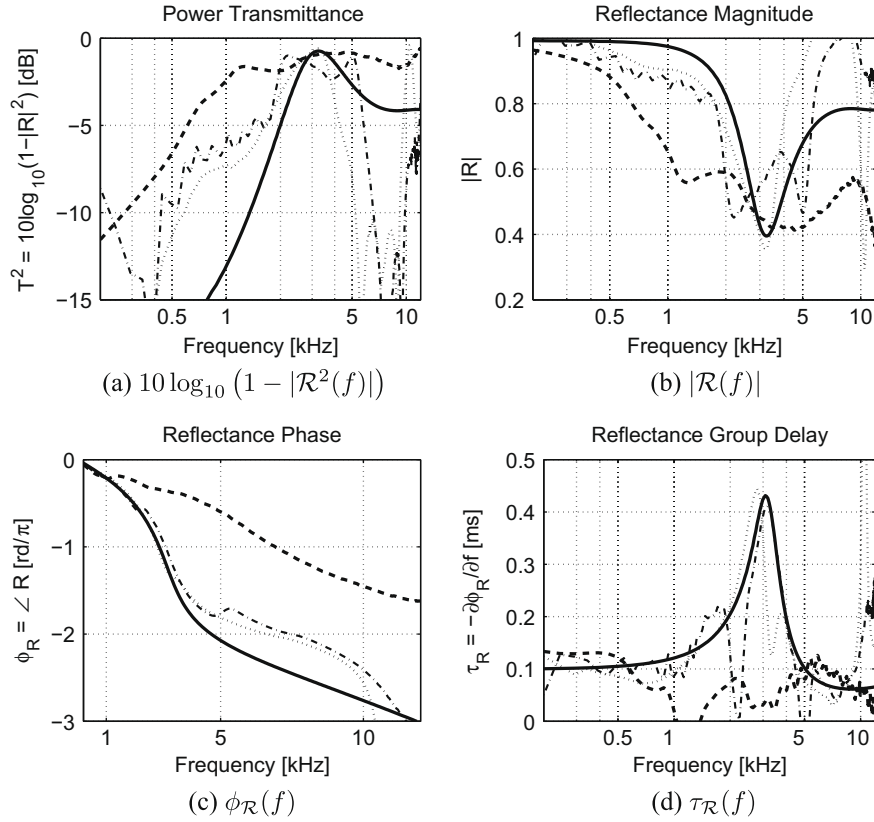 Power Transmittance
T² = 10log₁₀(1−|R|²) [dB]
0
−5
−10
−15
0.5 1 5 10
Frequency [kHz]
(a) 10 log₁₀ (1 − |ℛ²(f)|)
Reflectance Magnitude
|R|
1
0.8
0.6
0.4
0.2
0.5 1 5 10
Frequency [kHz]
(b) |ℛ(f)|
Reflectance Phase
ϕ_R = ∠ R [rd/π]
0
−1
−2
−3
1 5 10
Frequency [kHz]
(c) ϕ_ℛ(f)
Reflectance Group Delay
τ_R = −∂ϕ_R/∂f [ms]
0.5
0.4
0.3
0.2
0.1
0
0.5 1 5 10
Frequency [kHz]
(d) τ_ℛ(f)